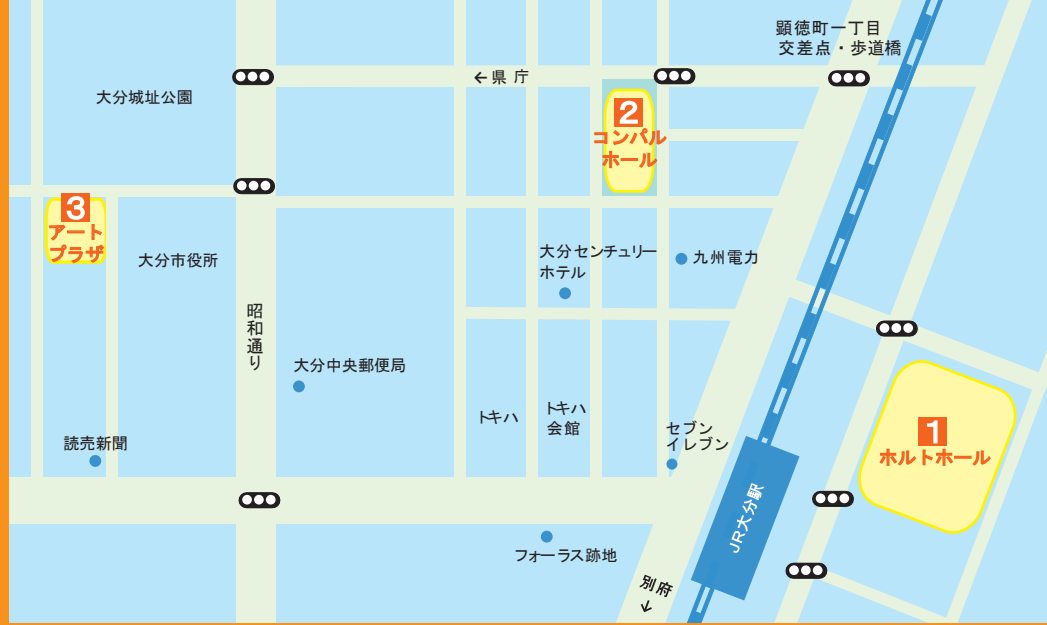 顕徳町一丁目
交差点・歩道橋
←県庁
大分城址公園
2
コンパル
ホール
3
アート
プラザ
大分市役所
大分センチュリー
ホテル
九州電力
昭和通り
大分中央郵便局
トキハ
トキハ
会館
セブン
イレブン
読売新聞
1
ホルトホール
JR大分駅
フォーラス跡地
別府
↓